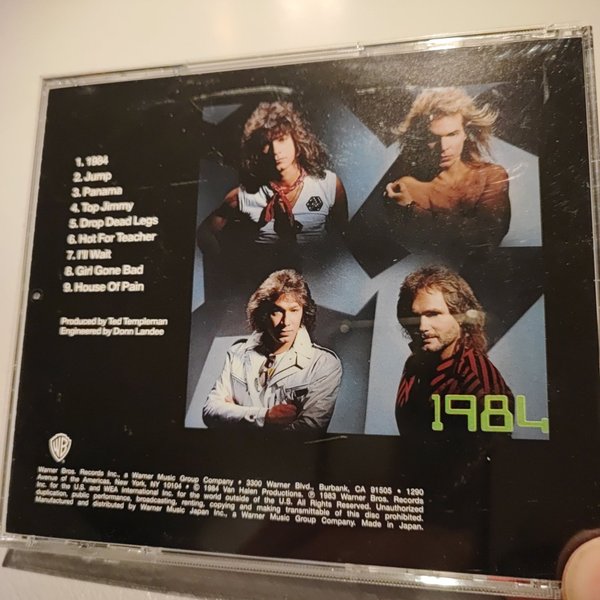 1. 1984
2. Jump
3. Panama
4. Top Jimmy
5. Drop Dead Legs
6. Hot For Teacher
7. I'll Wait
8. Girl Gone Bad
9. House Of Pain
Produced by Ted Templeman
Engineered by Donn Landee
1984
WB
Warner Bros. Records Inc., a Warner Music Group Company • 3300 Warner Blvd., Burbank, CA 91505 • 1290
Avenue of the Americas, New York, NY 10104 • © 1984 Van Halen Productions. ℗ 1983 Warner Bros. Records
Inc. for the U.S. and WEA International Inc. for the world outside of the U.S. All Rights Reserved. Unauthorized
duplication, public performance, broadcasting, renting, copying and making transmittable of this disc prohibited.
Manufactured and distributed by Warner Music Japan Inc., a Warner Music Group Company. Made in Japan.